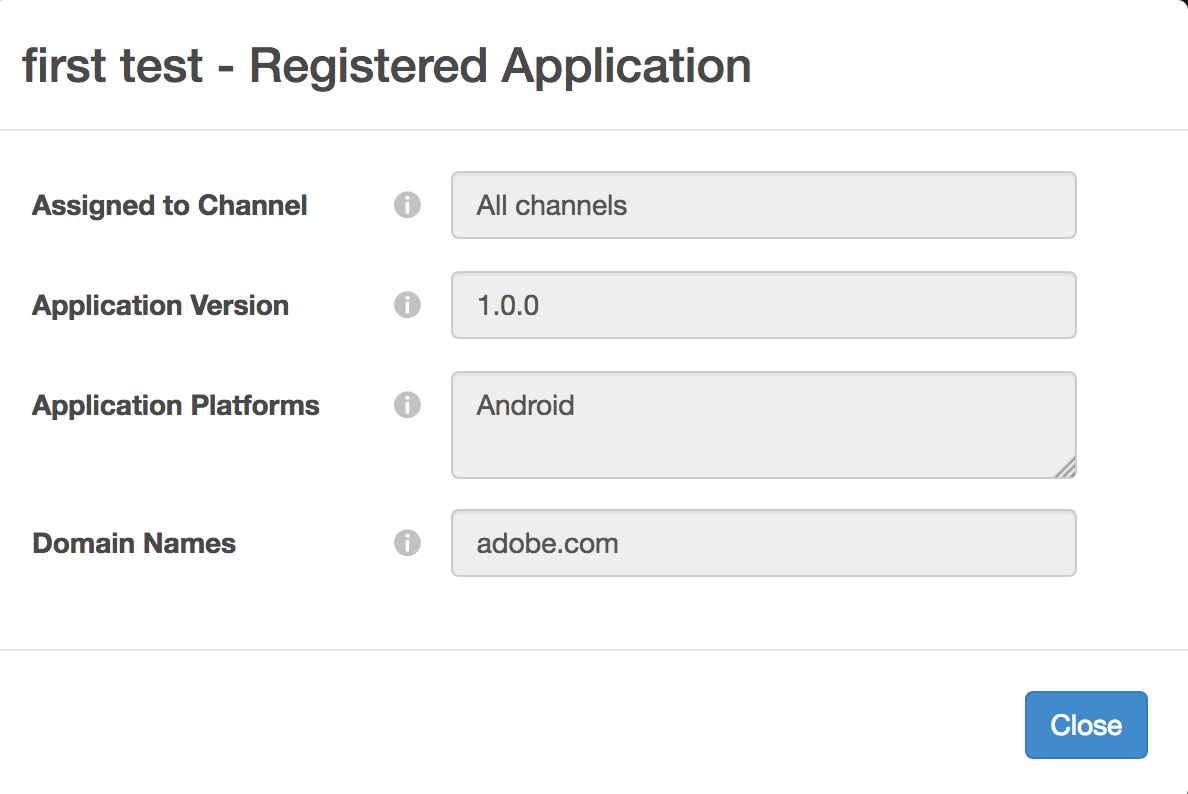 first test - Registered Application
Assigned to Channel
All channels
Application Version
1.0.0
Application Platforms
Android
Domain Names
adobe.com
Close